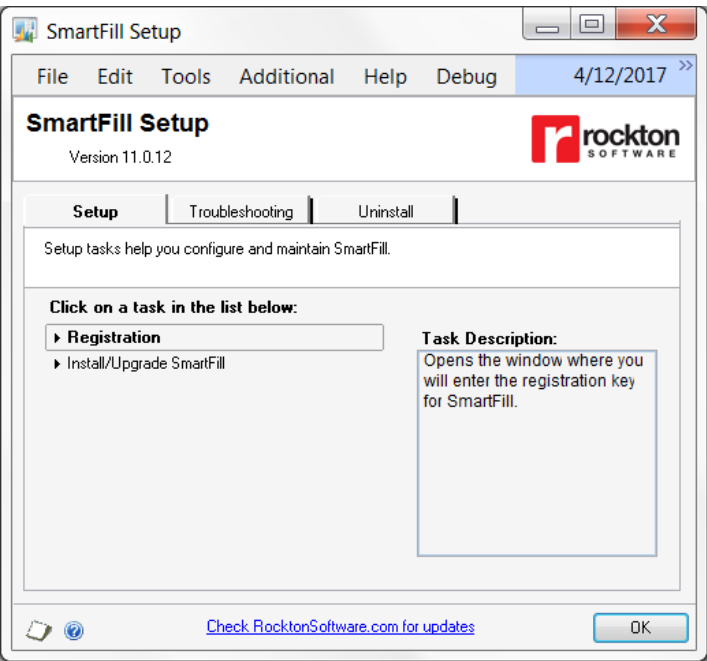 SmartFill Setup
File Edit Tools Additional Help Debug 4/12/2017 »
SmartFill Setup
Version 11.0.12
rockton
SOFTWARE
Setup Troubleshooting Uninstall
Setup tasks help you configure and maintain SmartFill.
Click on a task in the list below:
Registration
Install/Upgrade SmartFill
Task Description:
Opens the window where you
will enter the registration key
for SmartFill.
Check RocktonSoftware.com for updates
OK